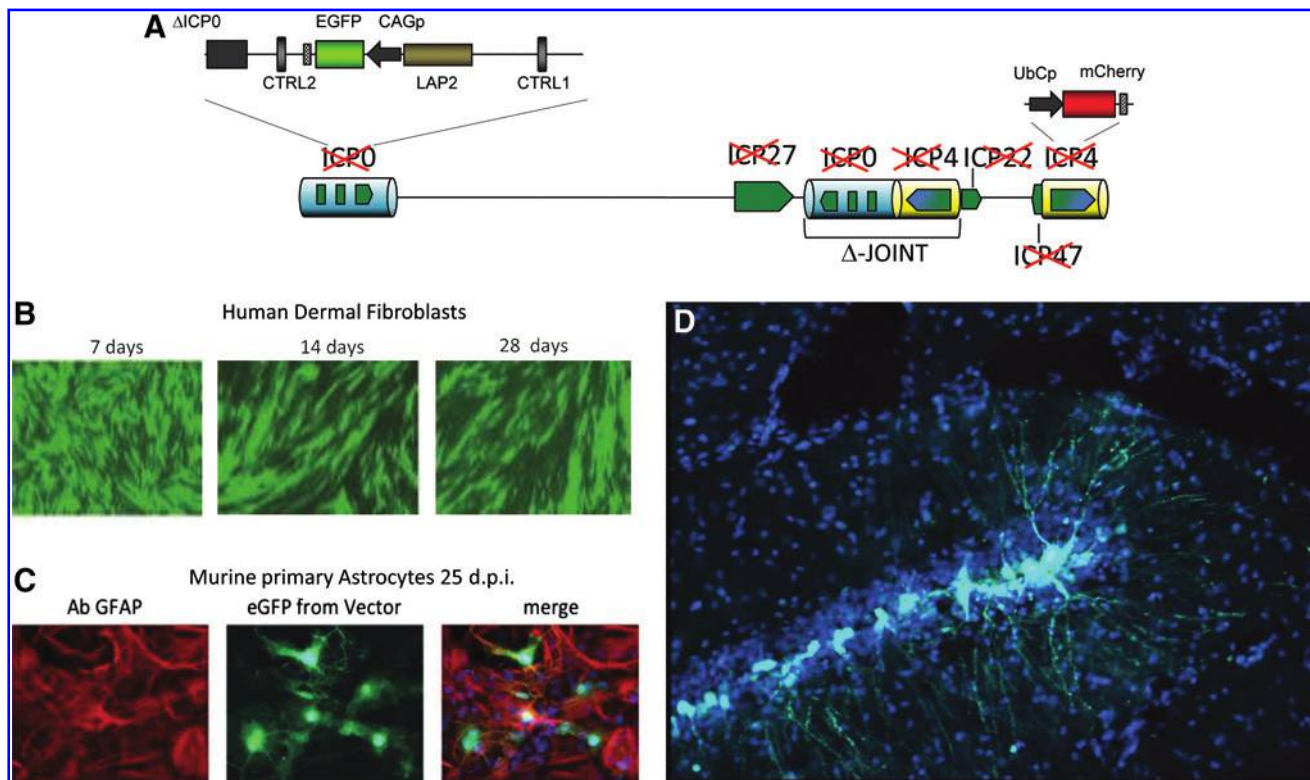 A
ΔICP0 EGFP CAGp
CTRL2 LAP2 CTRL1
UbCp mCherry
ICP0 ICP27 ICP0 ICP4 ICP22 ICP4
Δ-JOINT ICP47
B
Human Dermal Fibroblasts
7 days 14 days 28 days
C
Murine primary Astrocytes 25 d.p.i.
Ab GFAP eGFP from Vector merge
D